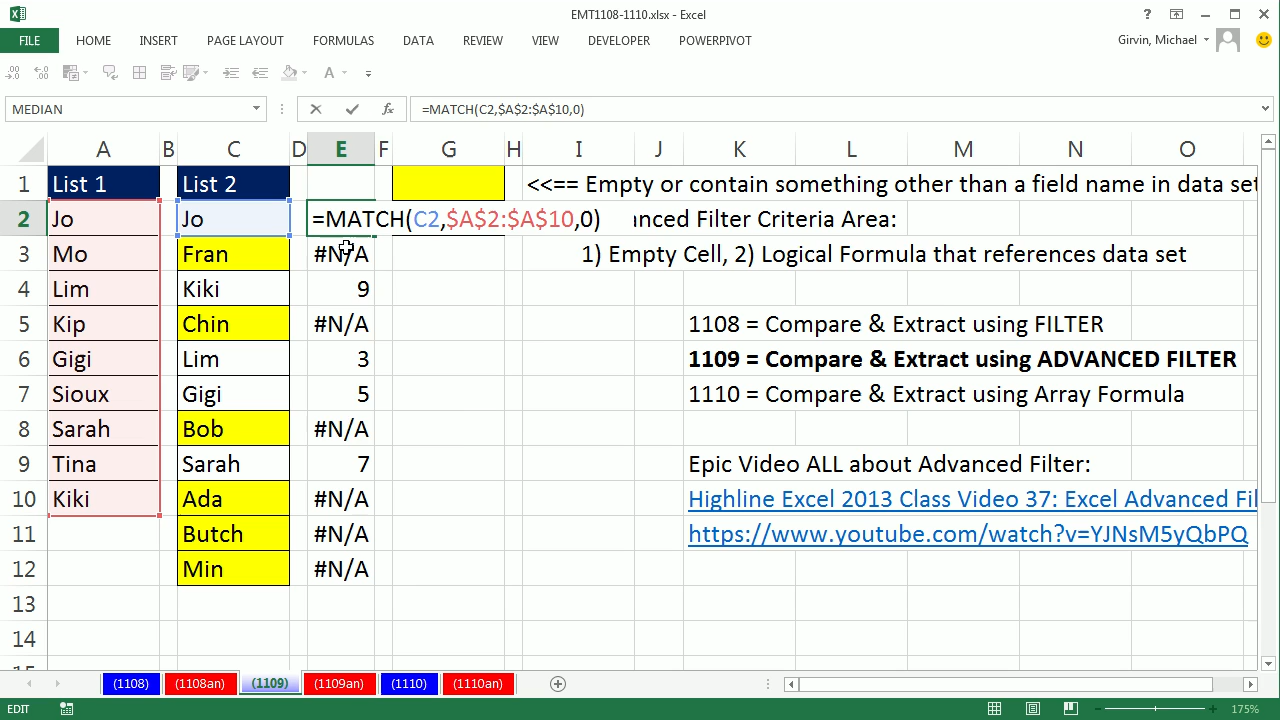 EMT1108-1110.xlsx - Excel
FILE HOME INSERT PAGE LAYOUT FORMULAS DATA REVIEW VIEW DEVELOPER POWERPIVOT Girvin, Michael
MEDIAN =MATCH(C2,$A$2:$A$10,0)
A B C D E F G H I J K L M N O
1 List 1 List 2 <<== Empty or contain something other than a field name in data set
2 Jo Jo =MATCH(C2,$A$2:$A$10,0) anced Filter Criteria Area:
3 Mo Fran #N/A 1) Empty Cell, 2) Logical Formula that references data set
4 Lim Kiki 9
5 Kip Chin #N/A 1108 = Compare & Extract using FILTER
6 Gigi Lim 3 1109 = Compare & Extract using ADVANCED FILTER
7 Sioux Gigi 5 1110 = Compare & Extract using Array Formula
8 Sarah Bob #N/A
9 Tina Sarah 7 Epic Video ALL about Advanced Filter:
10 Kiki Ada #N/A Highline Excel 2013 Class Video 37: Excel Advanced Fil
11 Butch #N/A https://www.youtube.com/watch?v=YJNsM5yQbPQ
12 Min #N/A
13
14
(1108) (1108an) (1109) (1109an) (1110) (1110an)
EDIT 175%